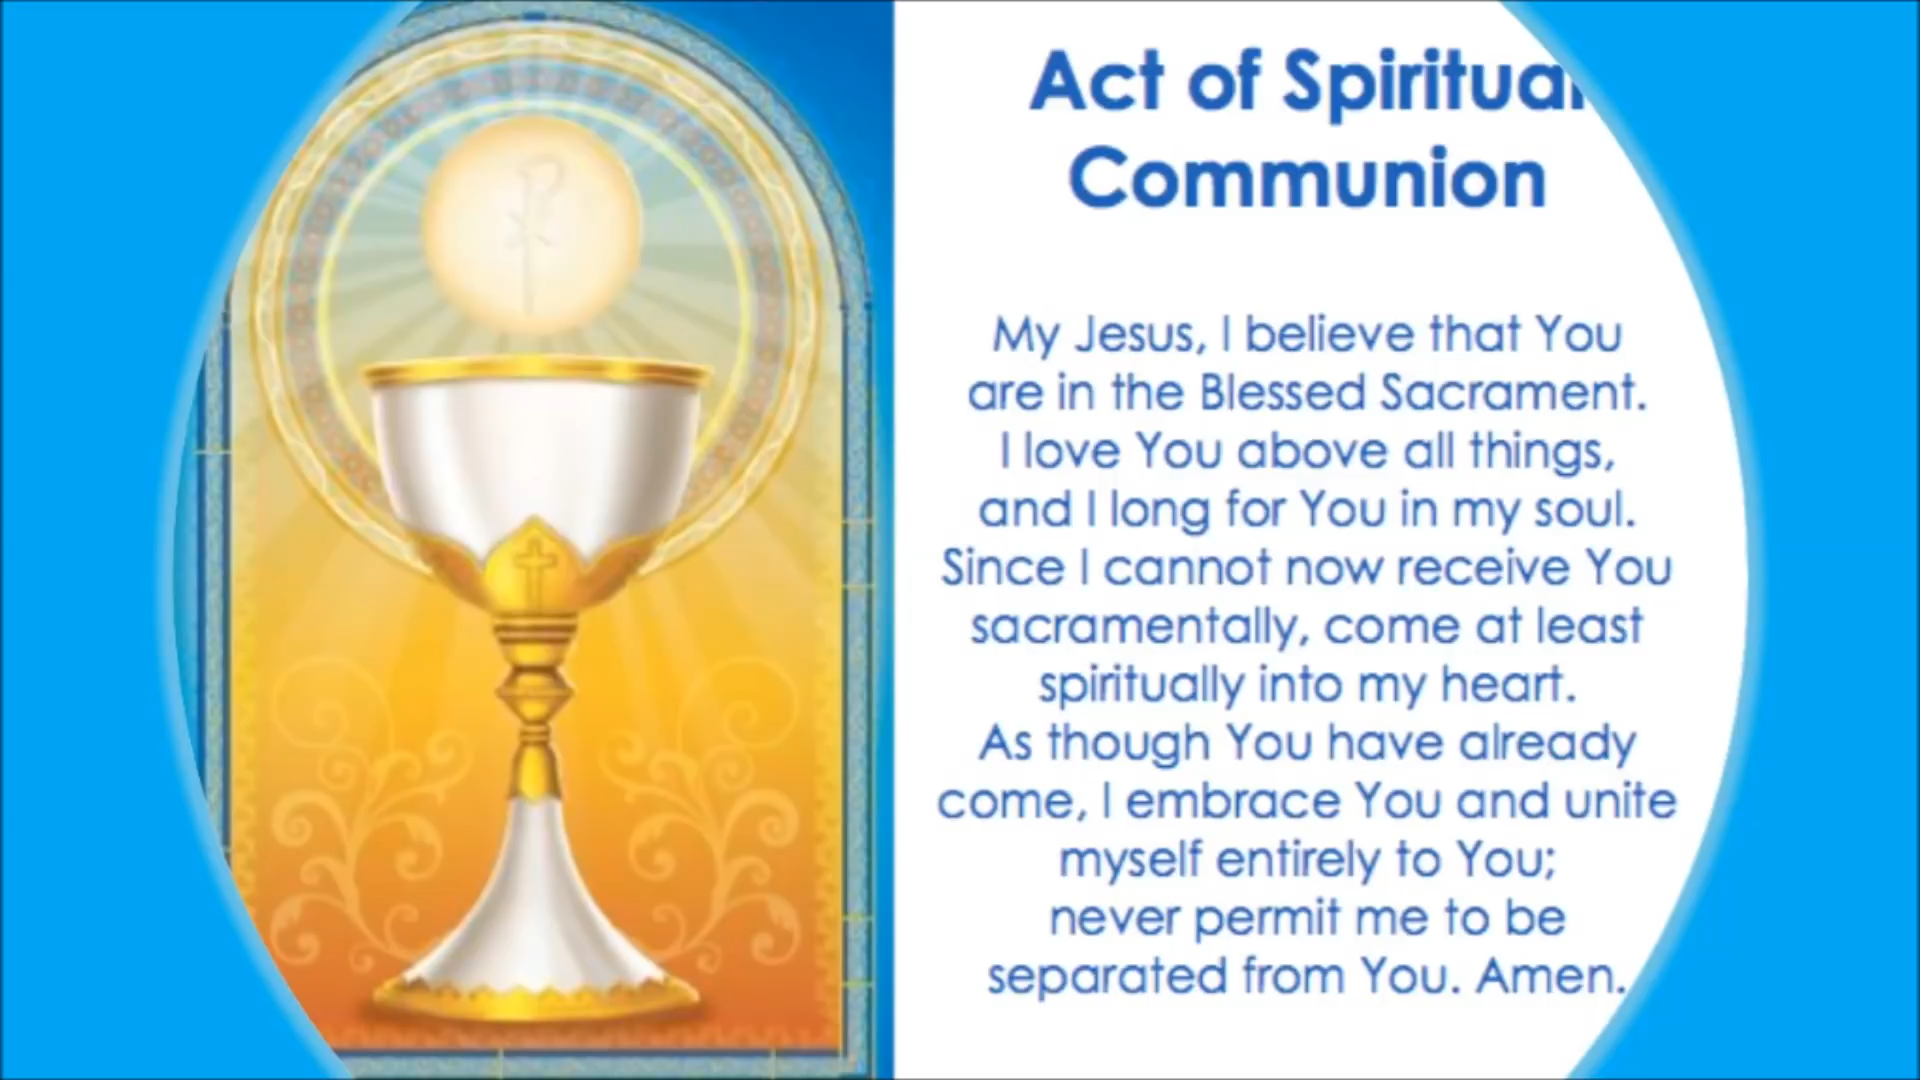 Act of Spiritual
Communion
My Jesus, I believe that You
are in the Blessed Sacrament.
I love You above all things,
and I long for You in my soul.
Since I cannot now receive You
sacramentally, come at least
spiritually into my heart.
As though You have already
come, I embrace You and unite
myself entirely to You;
never permit me to be
separated from You. Amen.